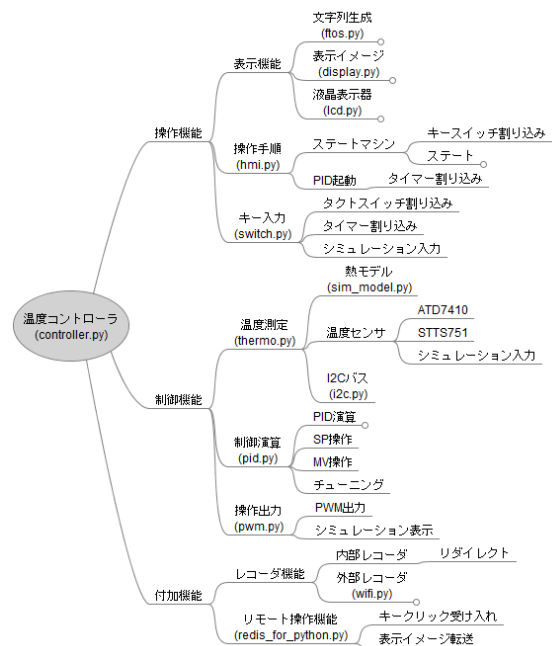 温度コントローラ
(controller.py)
操作機能
表示機能
文字列生成
(ftos.py)
表示イメージ
(display.py)
液晶表示器
(lcd.py)
操作手順
(hmi.py)
ステートマシン
キースイッチ割り込み
ステート
PID起動
タイマー割り込み
キー入力
(switch.py)
タクトスイッチ割り込み
タイマー割り込み
シミュレーション入力
制御機能
温度測定
(thermo.py)
熱モデル
(sim_model.py)
温度センサ
ATD7410
STTS751
シミュレーション入力
I2Cバス
(i2c.py)
制御演算
(pid.py)
PID演算
SP操作
MV操作
チューニング
操作出力
(pwm.py)
PWM出力
シミュレーション表示
付加機能
レコーダ機能
内部レコーダ
リダイレクト
外部レコーダ
(wifi.py)
リモート操作機能
(redis_for_python.py)
キークリック受け入れ
表示イメージ転送